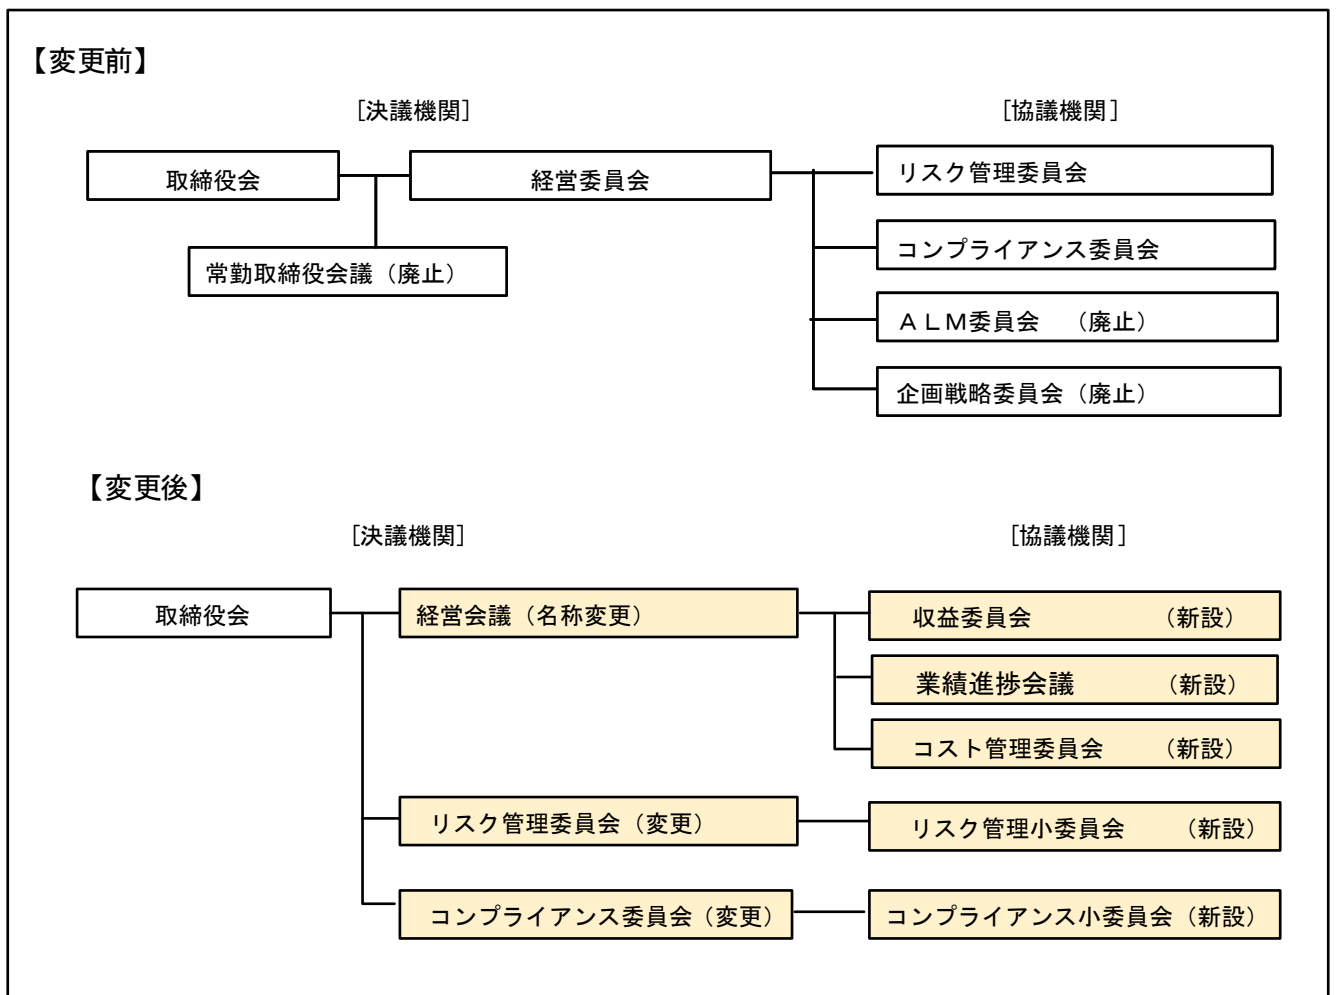 【変更前】
［決議機関］ ［協議機関］
取締役会 経営委員会 リスク管理委員会
コンプライアンス委員会
常勤取締役会議（廃止）
ＡＬＭ委員会 （廃止）
企画戦略委員会（廃止）
【変更後】
［決議機関］ ［協議機関］
取締役会 経営会議（名称変更） 収益委員会 （新設）
業績進捗会議 （新設）
コスト管理委員会 （新設）
リスク管理委員会（変更） リスク管理小委員会 （新設）
コンプライアンス委員会（変更） コンプライアンス小委員会（新設）